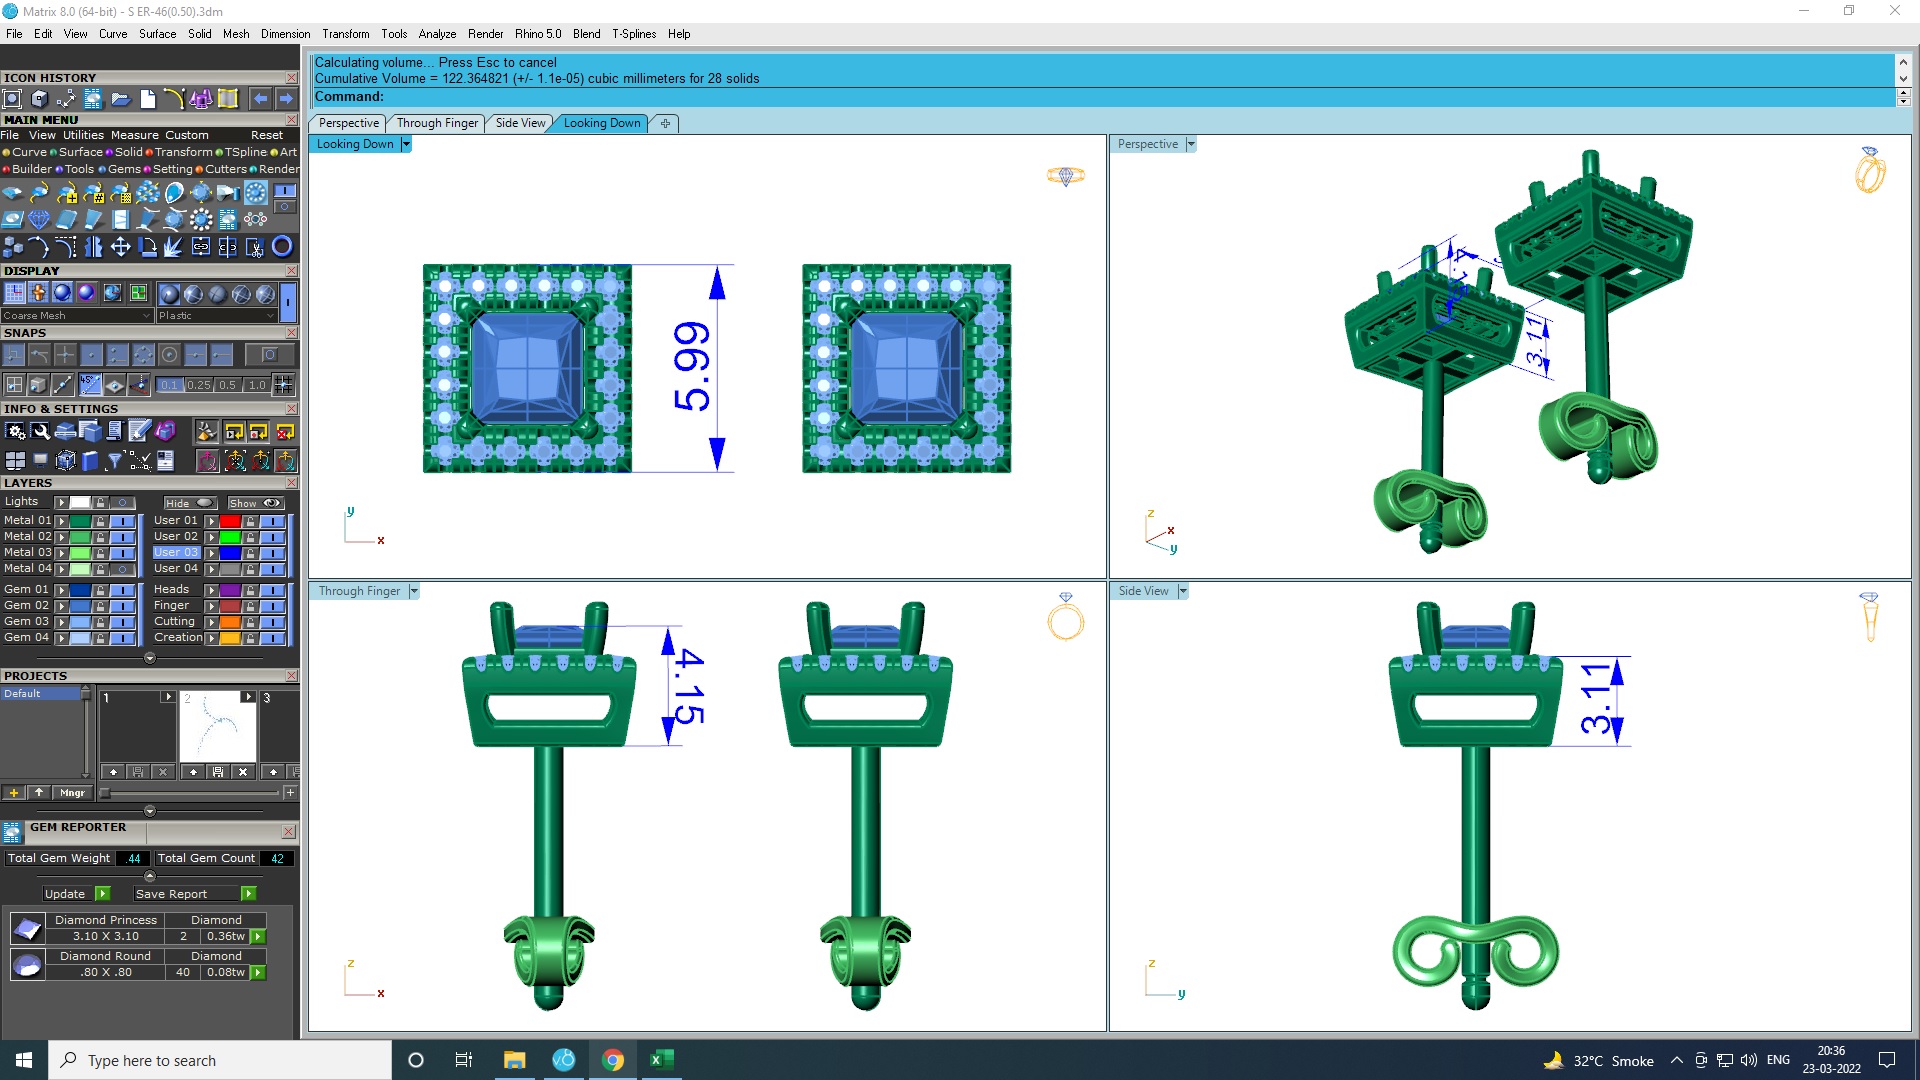 Matrix 8.0 (64-bit) - S ER-46(0.50).3dm
File Edit View Curve Surface Solid Mesh Dimension Transform Tools Analyze Render Rhino 5.0 Blend T-Splines Help
Calculating volume... Press Esc to cancel
Cumulative Volume = 122.364821 (+/- 1.1e-05) cubic millimeters for 28 solids
Command:
Perspective Through Finger Side View Looking Down
ICON HISTORY
MAIN MENU
File View Utilities Measure Custom Reset
Curve Surface Solid Transform TSpline Art
Builder Tools Gems Setting Cutters Render
DISPLAY
Coarse Mesh Plastic
SNAPS
45°
0.1 0.25 0.5 1.0
INFO & SETTINGS
LAYERS
Lights Hide Show
Metal 01 User 01
Metal 02 User 02
Metal 03 User 03
Metal 04 User 04
Gem 01 Heads
Gem 02 Finger
Gem 03 Cutting
Gem 04 Creation
PROJECTS
Default
1 2 3
Mngr
GEM REPORTER
Total Gem Weight .44 Total Gem Count 42
Update Save Report
Diamond Princess Diamond
3.10 X 3.10 2 0.36tw
Diamond Round Diamond
.80 X .80 40 0.08tw
Looking Down
5.69
y
x
Perspective
4.15
3.11
z
x
y
Through Finger
4.15
z
x
Side View
3.11
z
y
Type here to search
32°C Smoke
ENG
20:36
23-03-2022